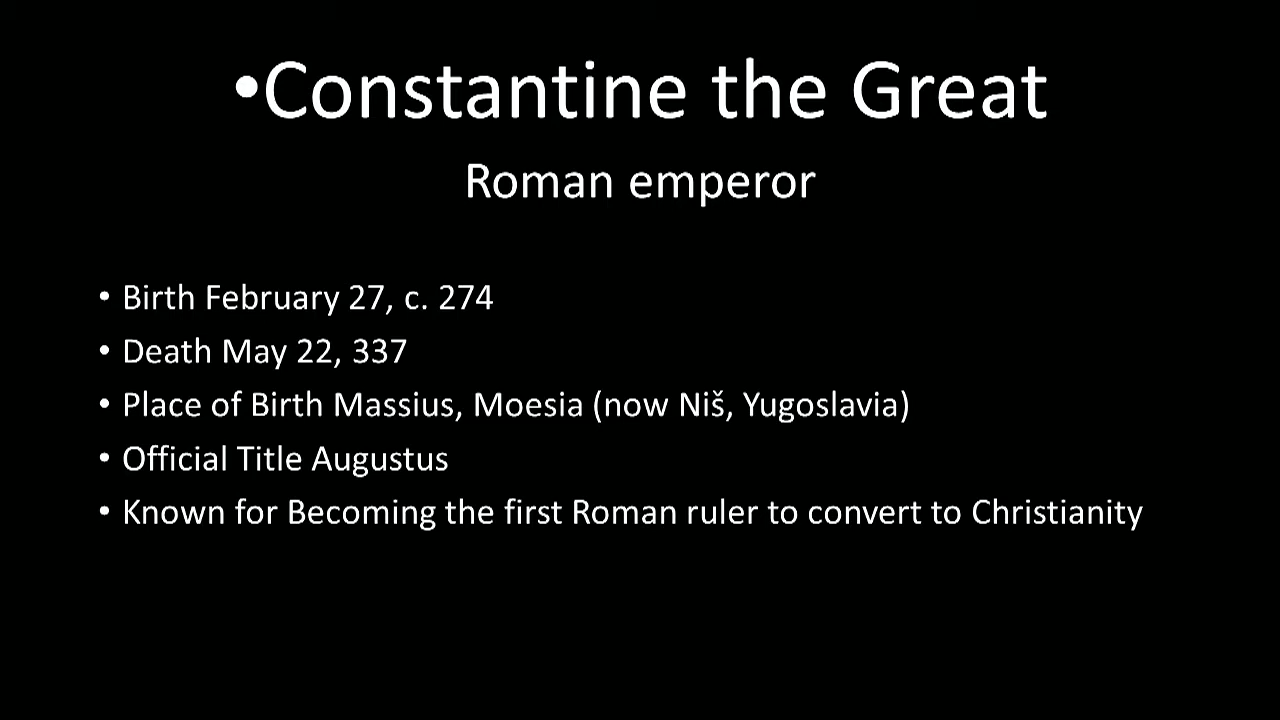 •Constantine the Great
Roman emperor
• Birth February 27, c. 274
• Death May 22, 337
• Place of Birth Massius, Moesia (now Niš, Yugoslavia)
• Official Title Augustus
• Known for Becoming the first Roman ruler to convert to Christianity